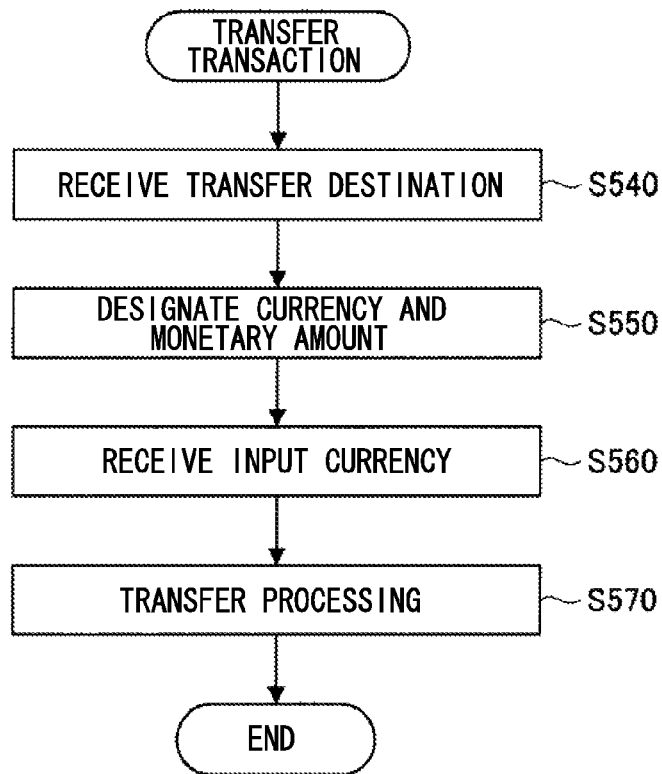 TRANSFER
TRANSACTION
RECEIVE TRANSFER DESTINATION
S540
DESIGNATE CURRENCY AND
MONETARY AMOUNT
S550
RECEIVE INPUT CURRENCY
S560
TRANSFER PROCESSING
S570
END